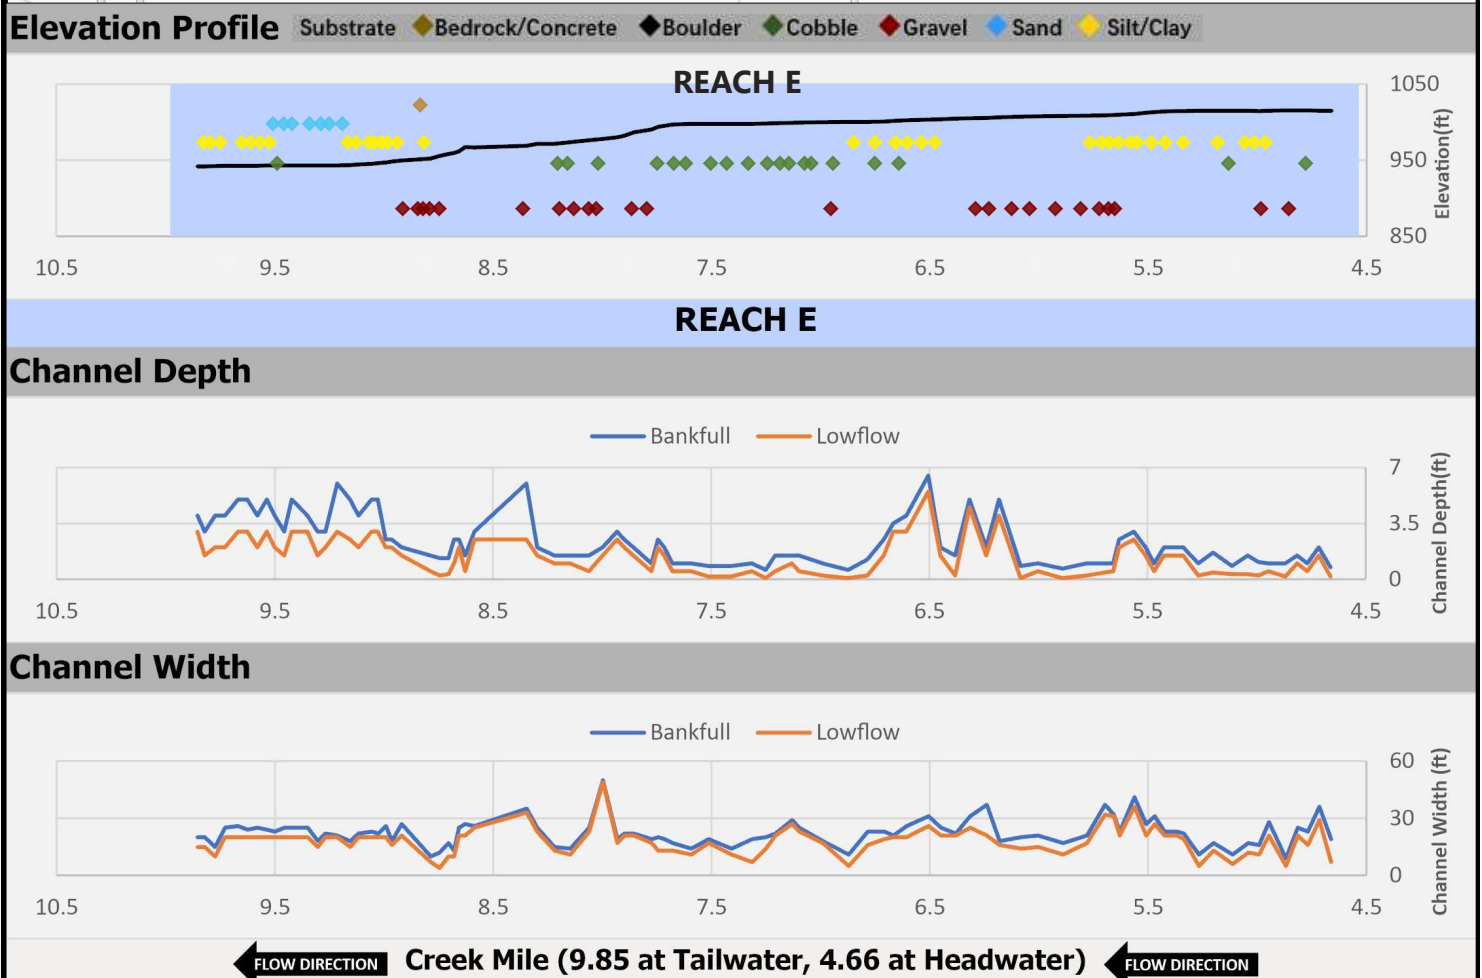 Elevation Profile Substrate Bedrock/Concrete Boulder Cobble Gravel Sand Silt/Clay
REACH E
1050
950
850
Elevation(ft)
10.5 9.5 8.5 7.5 6.5 5.5 4.5
REACH E
Channel Depth
Bankfull Lowflow
7
3.5
0
Channel Depth(ft)
10.5 9.5 8.5 7.5 6.5 5.5 4.5
Channel Width
Bankfull Lowflow
60
30
0
Channel Width (ft)
10.5 9.5 8.5 7.5 6.5 5.5 4.5
FLOW DIRECTION Creek Mile (9.85 at Tailwater, 4.66 at Headwater) FLOW DIRECTION